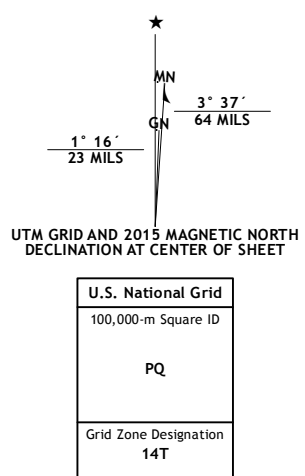 ★
MN
3° 37´
64 MILS
GN
1° 16´
23 MILS
UTM GRID AND 2015 MAGNETIC NORTH
DECLINATION AT CENTER OF SHEET
U.S. National Grid
100,000-m Square ID
PQ
Grid Zone Designation
14T